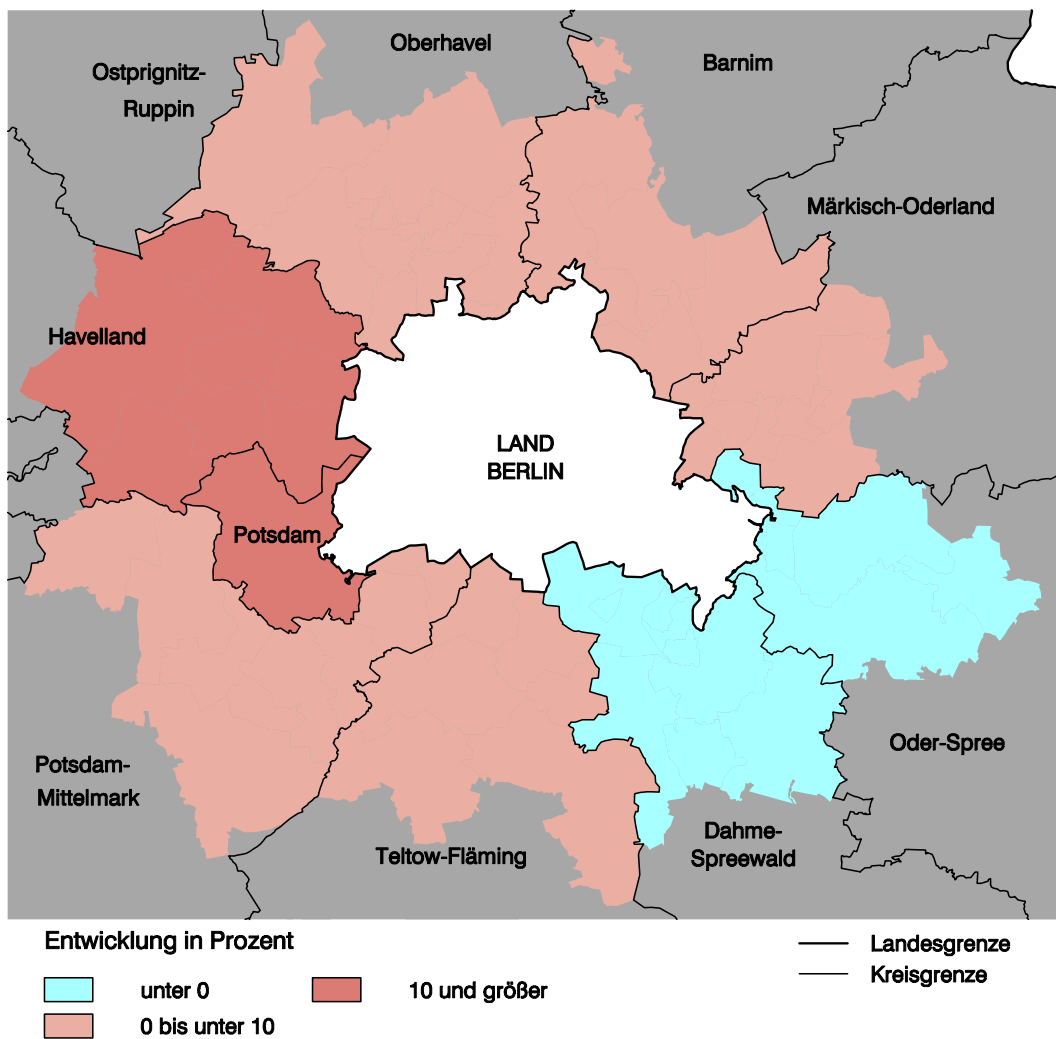 Oberhavel
Barnim
Ostprignitz-
Ruppin
Märkisch-Oderland
Havelland
LAND
BERLIN
Potsdam
Oder-Spree
Potsdam-
Mittelmark
Dahme-
Spreewald
Teltow-Fläming
Entwicklung in Prozent
unter 0
10 und größer
0 bis unter 10
Landesgrenze
Kreisgrenze